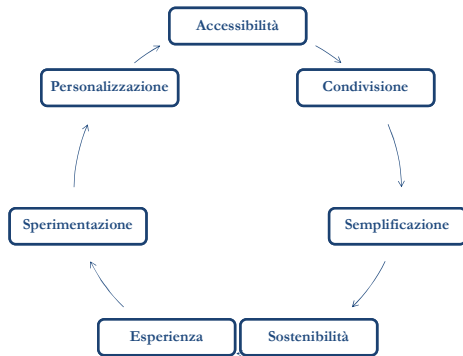 Accessibilità
Condivisione
Semplificazione
Sostenibilità
Esperienza
Sperimentazione
Personalizzazione